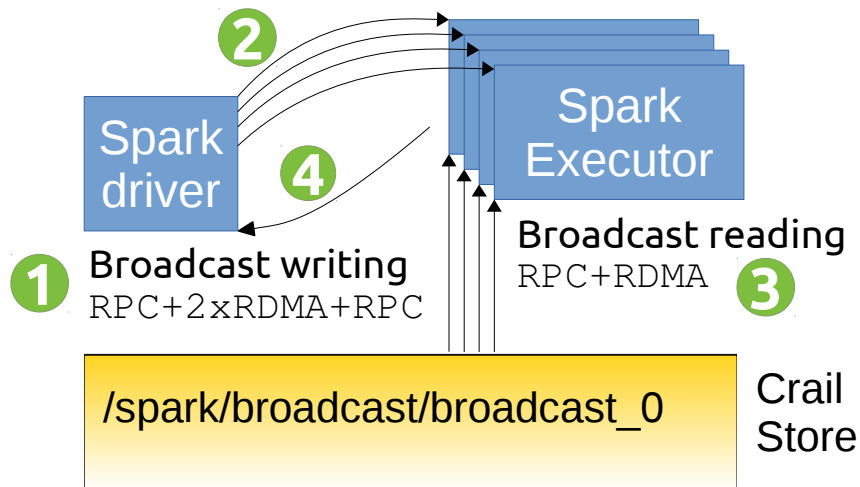 2
Spark
driver
Spark
Executor
4
1
Broadcast writing
RPC+2xRDMA+RPC
Broadcast reading
RPC+RDMA
3
/spark/broadcast/broadcast_0
Crail
Store